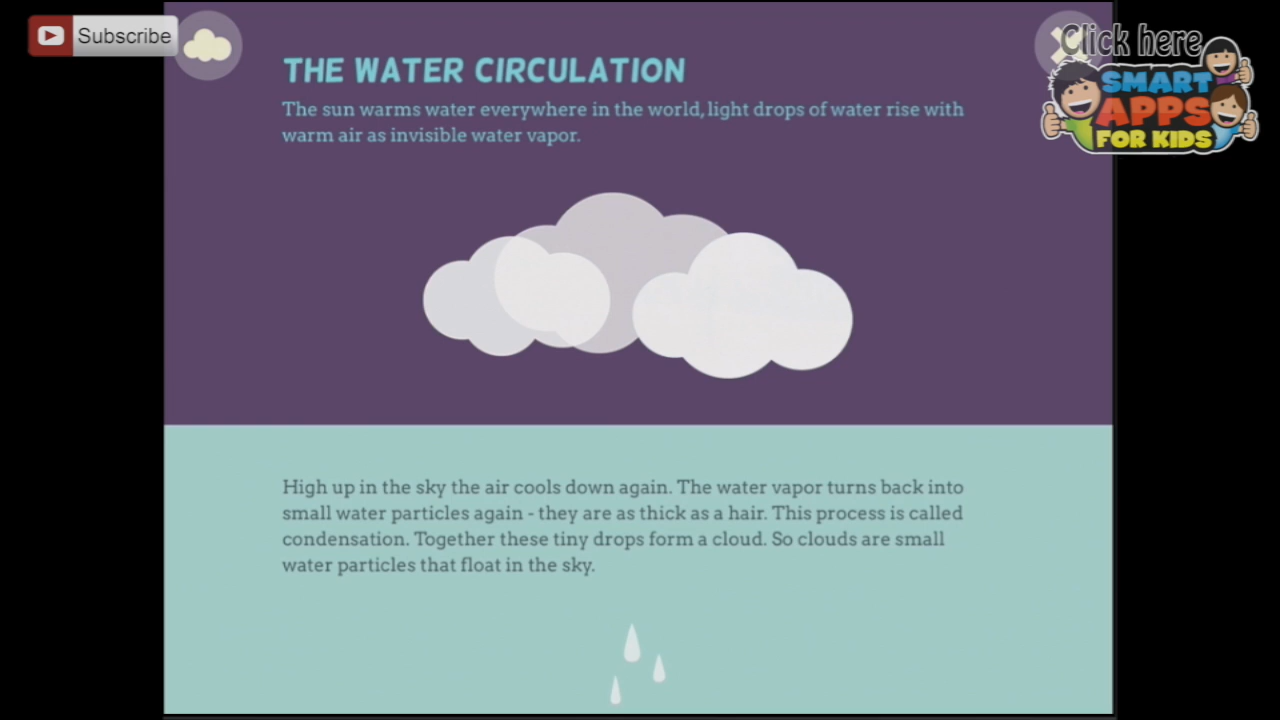 Subscribe
Click here
SMART
APPS
FOR KIDS
THE WATER CIRCULATION
The sun warms water everywhere in the world, light drops of water rise with
warm air as invisible water vapor.
High up in the sky the air cools down again. The water vapor turns back into
small water particles again - they are as thick as a hair. This process is called
condensation. Together these tiny drops form a cloud. So clouds are small
water particles that float in the sky.